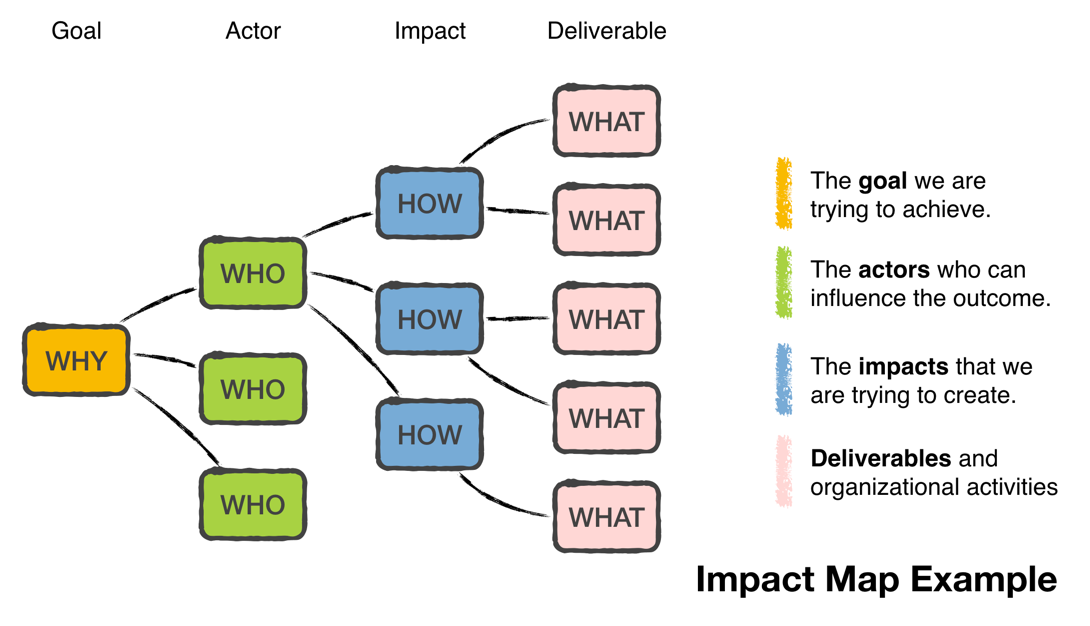 Goal
Actor
Impact
Deliverable
WHY
WHO
WHO
WHO
HOW
HOW
HOW
WHAT
WHAT
WHAT
WHAT
WHAT
The goal we are
trying to achieve.
The actors who can
influence the outcome.
The impacts that we
are trying to create.
Deliverables and
organizational activities
Impact Map Example